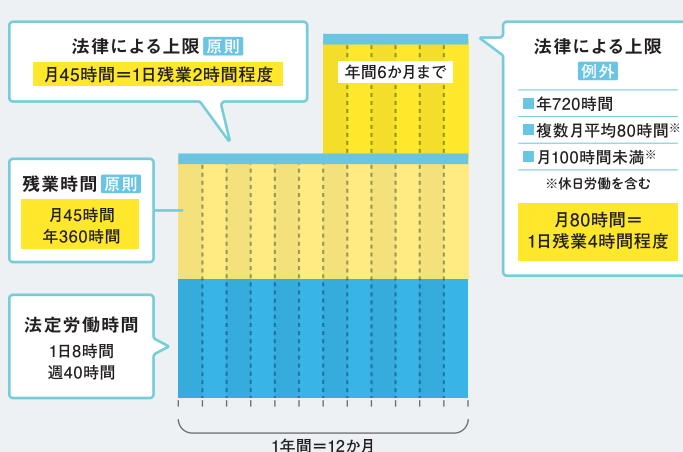 法律による上限 原則
月45時間＝1日残業2時間程度
年間6か月まで
法律による上限
例外
年720時間
複数月平均80時間※
月100時間未満※
※休日労働を含む
月80時間＝
1日残業4時間程度
残業時間 原則
月45時間
年360時間
法定労働時間
1日8時間
週40時間
1年間＝12か月